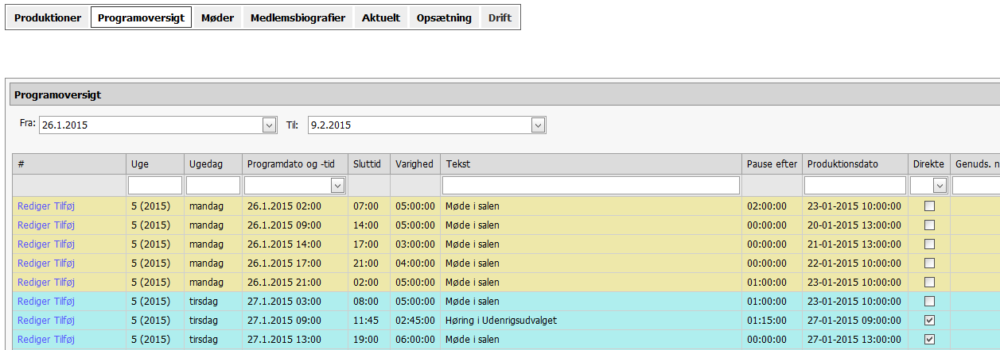 Produktioner Programoversigt Møder Medlemsbiografier Aktuelt Opsætning Drift
Programoversigt
Fra: 26.1.2015 Til: 9.2.2015
# Uge Ugedag Programdato og -tid Sluttid Varighed Tekst Pause efter Produktionsdato Direkte Genuds. n
Rediger Tilføj 5 (2015) mandag 26.1.2015 02:00 07:00 05:00:00 Møde i salen 02:00:00 23-01-2015 10:00:00
Rediger Tilføj 5 (2015) mandag 26.1.2015 09:00 14:00 05:00:00 Møde i salen 00:00:00 20-01-2015 13:00:00
Rediger Tilføj 5 (2015) mandag 26.1.2015 14:00 17:00 03:00:00 Møde i salen 00:00:00 21-01-2015 13:00:00
Rediger Tilføj 5 (2015) mandag 26.1.2015 17:00 21:00 04:00:00 Møde i salen 00:00:00 22-01-2015 10:00:00
Rediger Tilføj 5 (2015) mandag 26.1.2015 21:00 02:00 05:00:00 Møde i salen 01:00:00 23-01-2015 10:00:00
Rediger Tilføj 5 (2015) tirsdag 27.1.2015 03:00 08:00 05:00:00 Møde i salen 01:00:00 23-01-2015 10:00:00
Rediger Tilføj 5 (2015) tirsdag 27.1.2015 09:00 11:45 02:45:00 Høring i Udenrigsudvalget 01:15:00 27-01-2015 09:00:00
Rediger Tilføj 5 (2015) tirsdag 27.1.2015 13:00 19:00 06:00:00 Møde i salen 00:00:00 27-01-2015 13:00:00